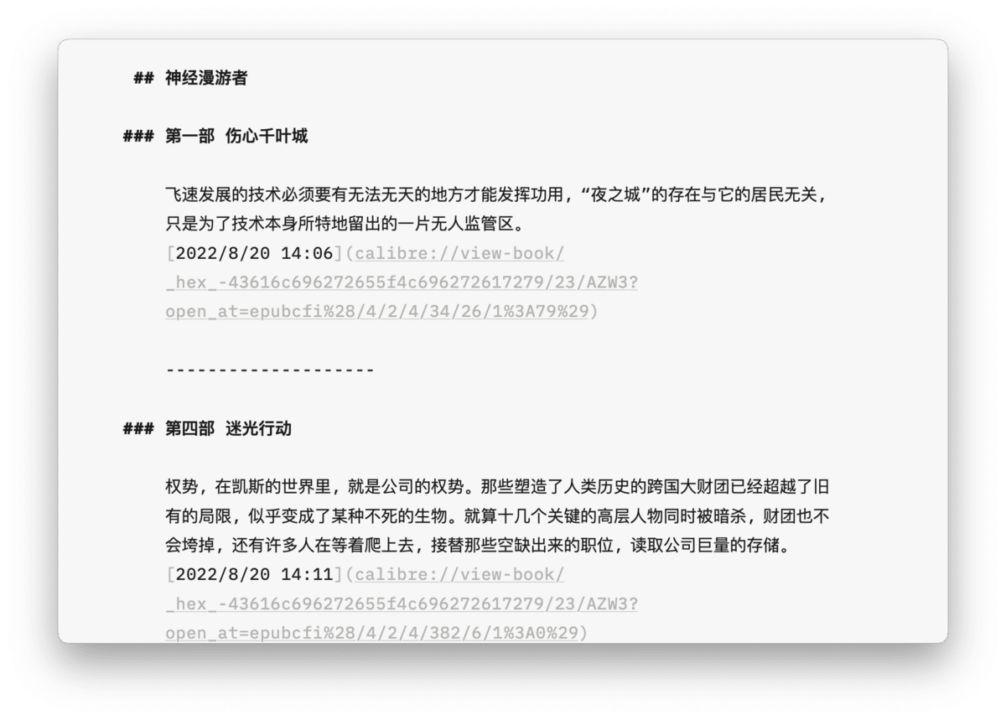 ## 神经漫游者
### 第一部 伤心千叶城
飞速发展的技术必须要有无法无天的地方才能发挥功用，“夜之城”的存在与它的居民无关，
只是为了技术本身所特地留出的一片无人监管区。
[2022/8/20 14:06](calibre://view-book/
_hex_-43616c696272655f4c696272617279/23/AZW3?
open_at=epubcfi%28/4/2/4/34/26/1%3A79%29)
--------------------
### 第四部 迷光行动
权势，在凯斯的世界里，就是公司的权势。那些塑造了人类历史的跨国大财团已经超越了旧
有的局限，似乎变成了某种不死的生物。就算十几个关键的高层人物同时被暗杀，财团也不
会垮掉，还有许多人在等着爬上去，接替那些空缺出来的职位，读取公司巨量的存储。
[2022/8/20 14:11](calibre://view-book/
_hex_-43616c696272655f4c696272617279/23/AZW3?
open_at=epubcfi%28/4/2/4/382/6/1%3A0%29)